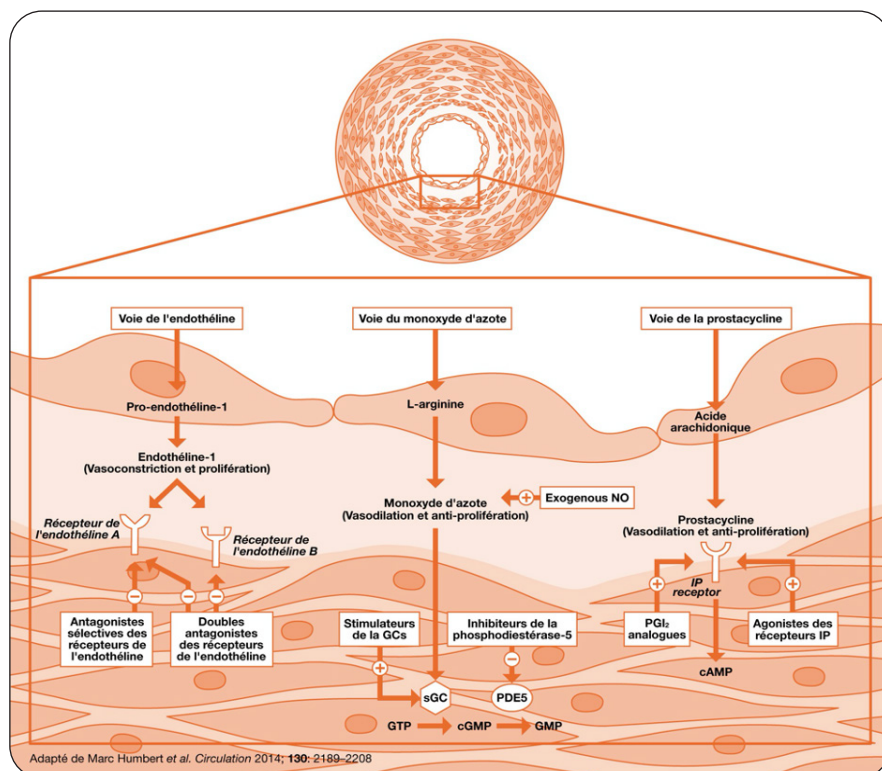 Voie de l'endothéline
Voie du monoxyde d'azote
Voie de la prostacycline
Pro-endothéline-1
L-arginine
Acide
arachidonique
Endothéline-1
(Vasoconstriction et prolifération)
Monoxyde d'azote
(Vasodilation et anti-prolifération)
+
Exogenous NO
Prostacycline
(Vasodilation et anti-prolifération)
Récepteur de
l'endothéline A
Récepteur de
l'endothéline B
IP
receptor
−
−
−
+
+
Antagonistes
sélectives des
récepteurs de
l'endothéline
Doubles
antagonistes
des récepteurs
de l'endothéline
Stimulateurs
de la GCs
Inhibiteurs de la
phosphodiestérase-5
PGI₂
analogues
Agonistes des
récepteurs IP
+
−
cAMP
sGC
PDE5
GTP
cGMP
GMP
Adapté de Marc Humbert et al. Circulation 2014; 130: 2189–2208